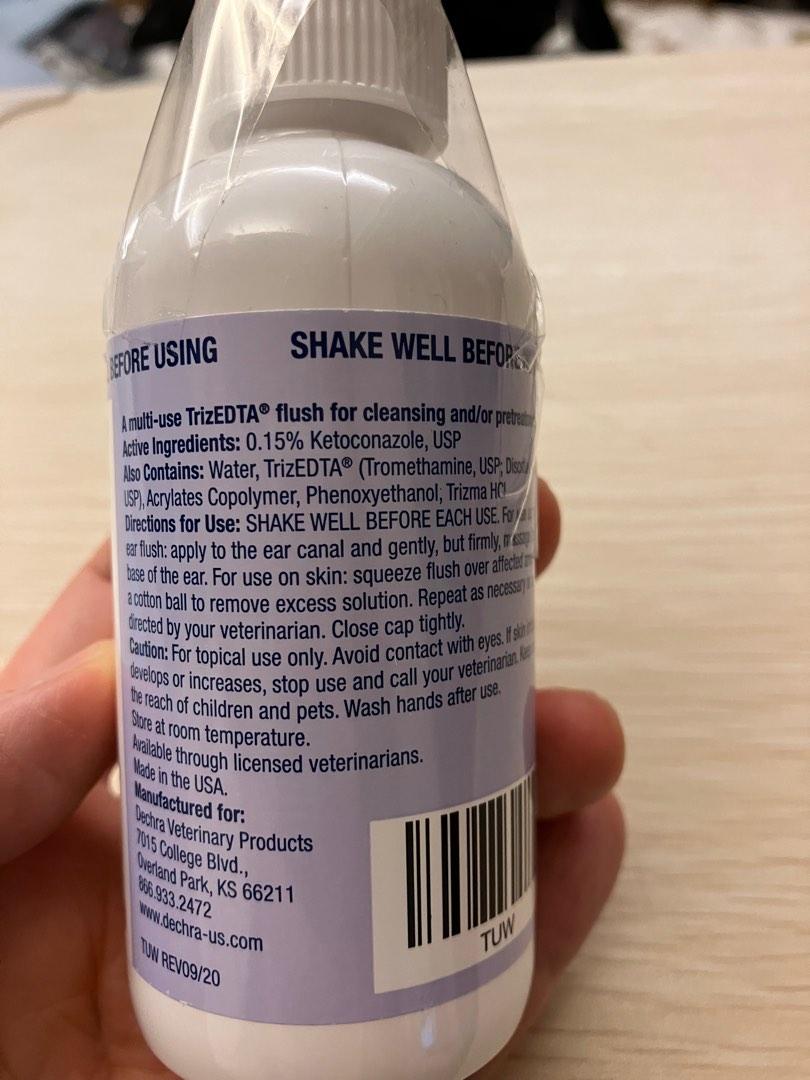 BEFORE USING SHAKE WELL
A multi-use TrizEDTA® flush for cleansing and/or
Active Ingredients: 0.15% Ketoconazole, USP
Also Contains: Water, TrizEDTA® (Tromethamine, USP;
USP), Acrylates Copolymer, Phenoxyethanol; Trizma HCl
Directions for Use: SHAKE WELL BEFORE EACH USE. For
ear flush: apply to the ear canal and gently, but firmly, massage
base of the ear. For use on skin: squeeze flush over affected
a cotton ball to remove excess solution. Repeat as necessary
directed by your veterinarian. Close cap tightly.
Caution: For topical use only. Avoid contact with eyes. If skin
develops or increases, stop use and call your veterinarian.
the reach of children and pets. Wash hands after use.
Store at room temperature.
Available through licensed veterinarians.
Made in the USA.
Manufactured for:
Dechra Veterinary Products
7015 College Blvd.,
Overland Park, KS 66211
866.933.2472
www.dechra-us.com
TUW REV09/20
TUW